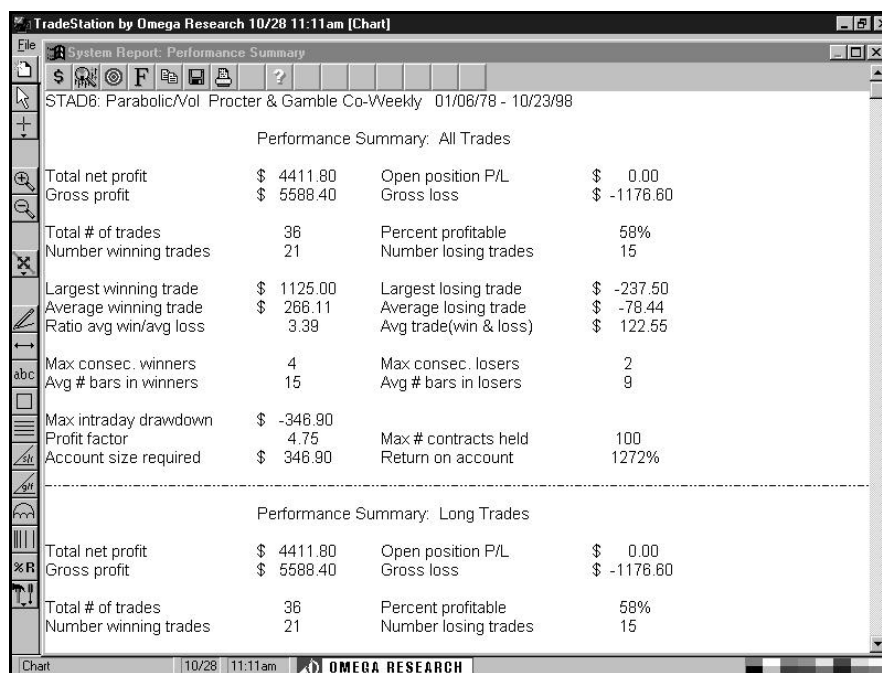 TradeStation by Omega Research 10/28 11:11am [Chart]
File
System Report: Performance Summary
$ F ?
STAD6: Parabolic/Vol Procter & Gamble Co-Weekly 01/06/78 - 10/23/98
Performance Summary: All Trades
Total net profit $ 4411.80 Open position P/L $ 0.00
Gross profit $ 5588.40 Gross loss $ -1176.60
Total # of trades 36 Percent profitable 58%
Number winning trades 21 Number losing trades 15
Largest winning trade $ 1125.00 Largest losing trade $ -237.50
Average winning trade $ 266.11 Average losing trade $ -78.44
Ratio avg win/avg loss 3.39 Avg trade(win & loss) $ 122.55
abc
Max consec. winners 4 Max consec. losers 2
Avg # bars in winners 15 Avg # bars in losers 9
Max intraday drawdown $ -346.90
Profit factor 4.75 Max # contracts held 100
Account size required $ 346.90 Return on account 1272%
Performance Summary: Long Trades
Total net profit $ 4411.80 Open position P/L $ 0.00
%R
Gross profit $ 5588.40 Gross loss $ -1176.60
Total # of trades 36 Percent profitable 58%
Number winning trades 21 Number losing trades 15
Chart 10/28 11:11am OMEGA RESEARCH